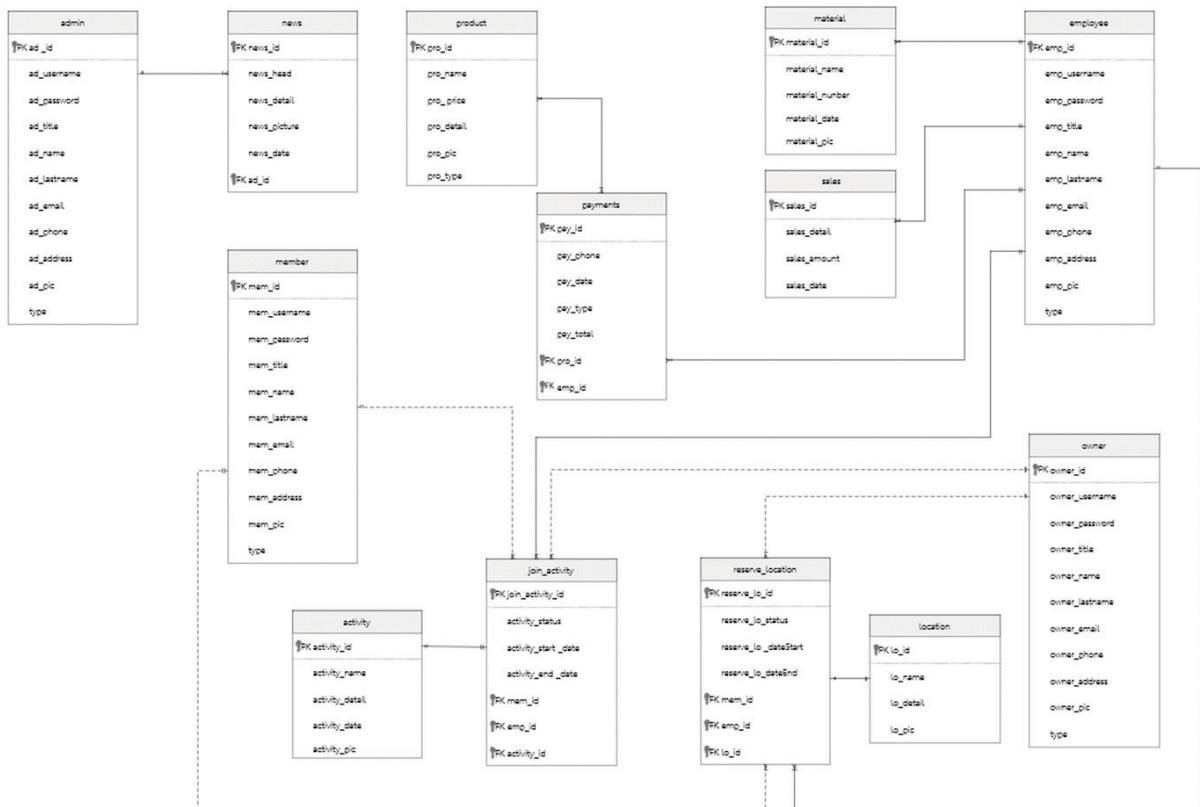 admin
PK ad _id
ad_username
ad_password
ad_title
ad_name
ad_lastname
ad_email
ad_phone
ad_address
ad_pic
type
news
PK news_id
news_head
news_detail
news_picture
news_date
FK ad_id
product
PK pro_id
pro_name
pro_ price
pro_detail
pro_pic
pro_type
material
PK material_id
material_name
material_nunber
material_date
material_pic
employee
PK emp_id
emp_username
emp_password
emp_title
emp_name
emp_lastname
emp_email
emp_phone
emp_address
emp_pic
type
sales
PK sales_id
sales_detail
sales_amount
sales_date
payments
PK pay_id
pay_phone
pay_date
pay_type
pay_total
FK pro_id
FK emp_id
member
PK mem_id
mem_username
mem_password
mem_title
mem_name
mem_lastname
mem_email
mem_phone
mem_address
mem_pic
type
owner
PK owner_id
owner_username
owner_password
owner_title
owner_name
owner_lastname
owner_email
owner_phone
owner_address
owner_pic
type
join_activity
PK join_activity_id
activity_status
activity_start _date
activity_end _date
FK mem_id
FK emp_id
FK activity_id
reserve_location
PK reserve_lo_id
reserve_lo_status
reserve_lo _dateStart
reserve_lo_dateEnd
FK mem_id
FK emp_id
FK lo_id
activity
PK activity_id
activity_name
activity_detail
activity_date
activity_pic
location
PK lo_id
lo_name
lo_detail
lo_pic